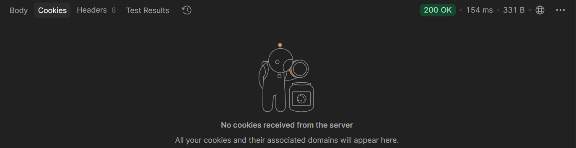 Body Cookies Headers 6 Test Results 200 OK • 154 ms • 331 B
No cookies received from the server
All your cookies and their associated domains will appear here.